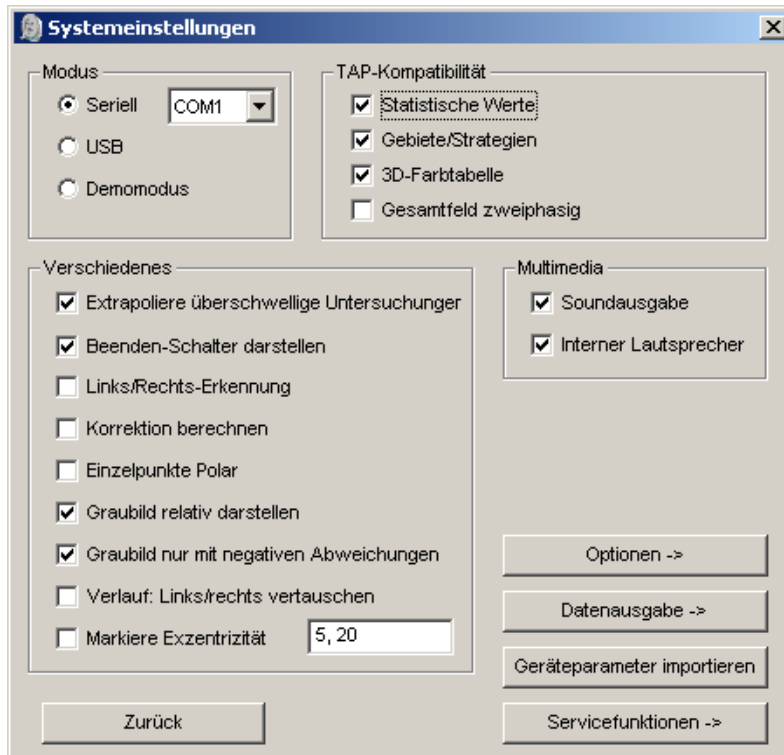 Systemeinstellungen
Modus
Seriell
COM1
USB
Demomodus
TAP-Kompatibilität
Statistische Werte
Gebiete/Strategien
3D-Farbtabelle
Gesamtfeld zweiphasig
Verschiedenes
Extrapoliere überschwellige Untersuchunger
Beenden-Schalter darstellen
Links/Rechts-Erkennung
Korrektion berechnen
Einzelpunkte Polar
Graubild relativ darstellen
Graubild nur mit negativen Abweichungen
Verlauf: Links/rechts vertauschen
Markiere Exzentrizität
5, 20
Multimedia
Soundausgabe
Interner Lautsprecher
Optionen ->
Datenausgabe ->
Geräteparameter importieren
Zurück
Servicefunktionen ->